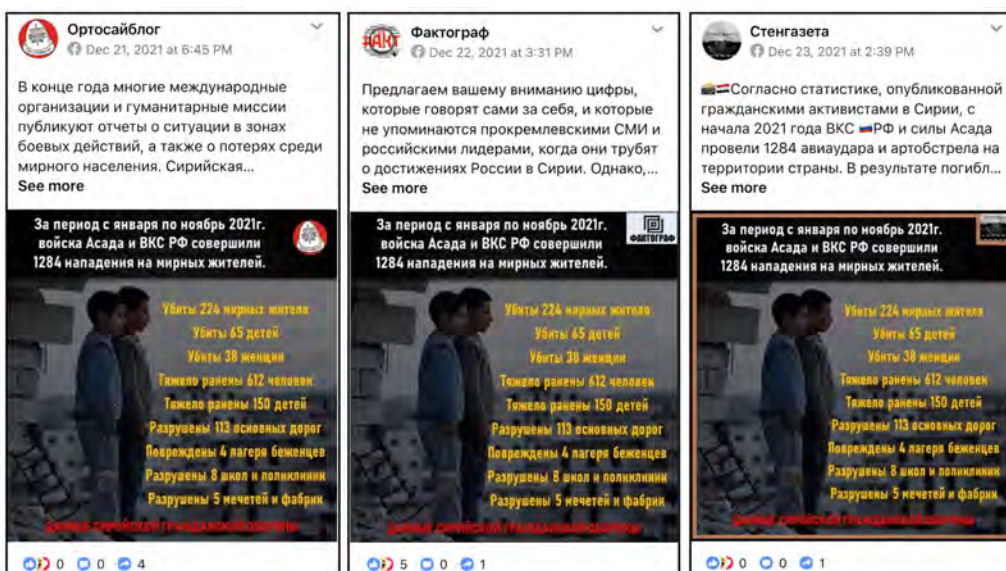 Ортосайблог
Dec 21, 2021 at 6:45 PM
В конце года многие международные
организации и гуманитарные миссии
публикуют отчеты о ситуации в зонах
боевых действий, а также о потерях среди
мирного населения. Сирийская...
See more
За период с января по ноябрь 2021г.
войска Асада и ВКС РФ совершили
1284 нападения на мирных жителей.
Убиты 224 мирных жителя
Убиты 65 детей
Убиты 38 женщин
Тяжело ранены 612 человек
Тяжело ранены 150 детей
Разрушены 113 основных дорог
Повреждены 4 лагеря беженцев
Разрушены 8 школ и поликлиник
Разрушены 5 мечетей и фабрик
ДАННЫЕ СИРИЙСКОЙ ГРАЖДАНСКОЙ ОБОРОНЫ
0 0 4
ФАКТ
Фактограф
Dec 22, 2021 at 3:31 PM
Предлагаем вашему вниманию цифры,
которые говорят сами за себя, и которые
не упоминаются прокремлевскими СМИ и
российскими лидерами, когда они трубят
о достижениях России в Сирии. Однако,...
See more
За период с января по ноябрь 2021г.
войска Асада и ВКС РФ совершили
1284 нападения на мирных жителей.
ФАКТОГРАФ
Убиты 224 мирных жителя
Убиты 65 детей
Убиты 38 женщин
Тяжело ранены 612 человек
Тяжело ранены 150 детей
Разрушены 113 основных дорог
Повреждены 4 лагеря беженцев
Разрушены 8 школ и поликлиник
Разрушены 5 мечетей и фабрик
ДАННЫЕ СИРИЙСКОЙ ГРАЖДАНСКОЙ ОБОРОНЫ
5 0 1
Стенгазета
Dec 23, 2021 at 2:39 PM
Согласно статистике, опубликованной
гражданскими активистами в Сирии, с
начала 2021 года ВКС РФ и силы Асада
провели 1284 авиаудара и артобстрела на
территории страны. В результате погибл...
See more
За период с января по ноябрь 2021г.
войска Асада и ВКС РФ совершили
1284 нападения на мирных жителей.
Убиты 224 мирных жителя
Убиты 65 детей
Убиты 38 женщин
Тяжело ранены 612 человек
Тяжело ранены 150 детей
Разрушены 113 основных дорог
Повреждены 4 лагеря беженцев
Разрушены 8 школ и поликлиник
Разрушены 5 мечетей и фабрик
ДАННЫЕ СИРИЙСКОЙ ГРАЖДАНСКОЙ ОБОРОНЫ
0 0 1